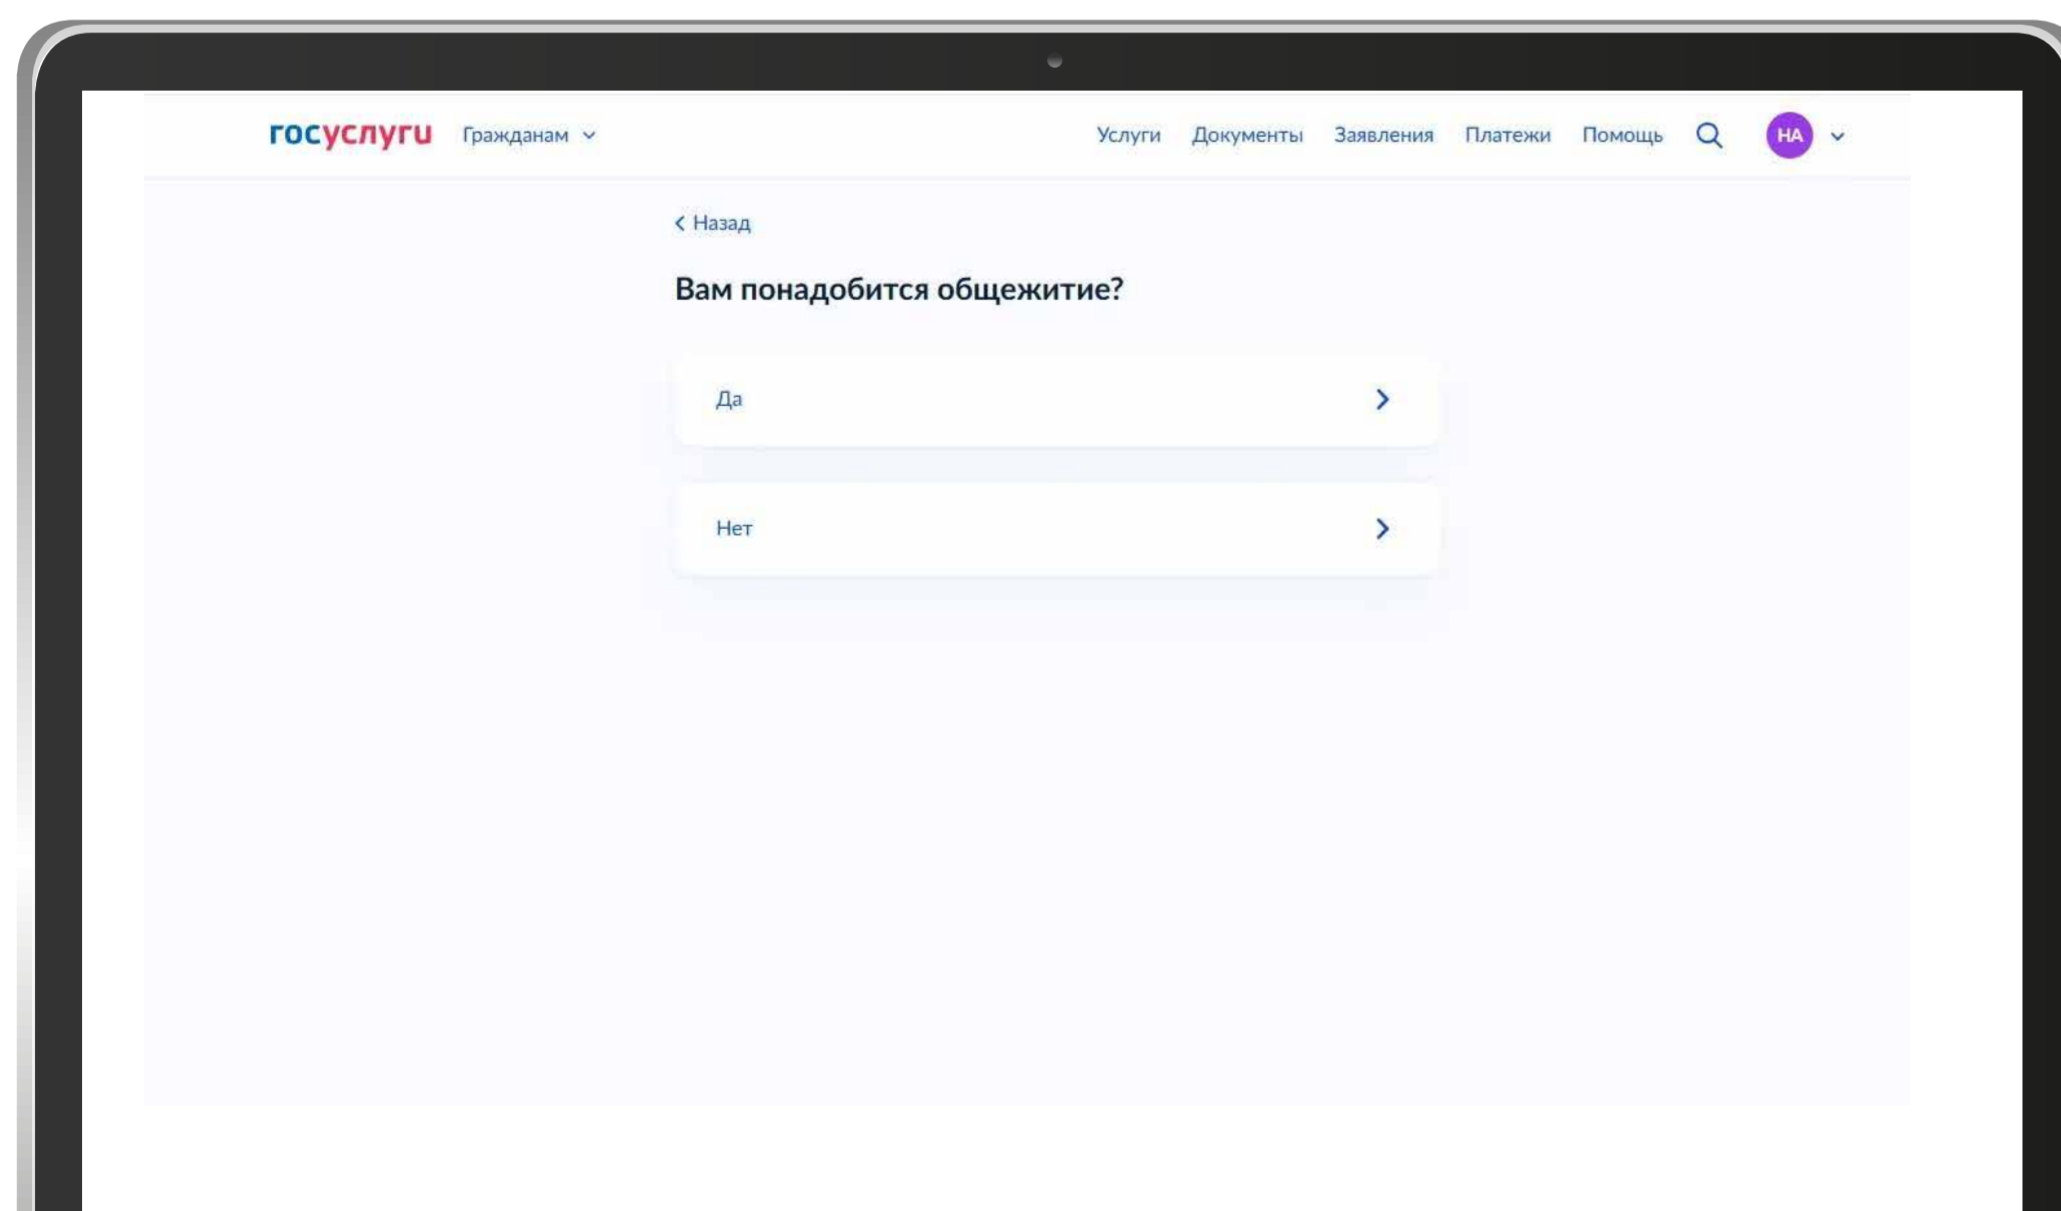 госуслуги Гражданам Услуги Документы Заявления Платежи Помощь НА
Назад
Вам понадобится общежитие?
Да
Нет